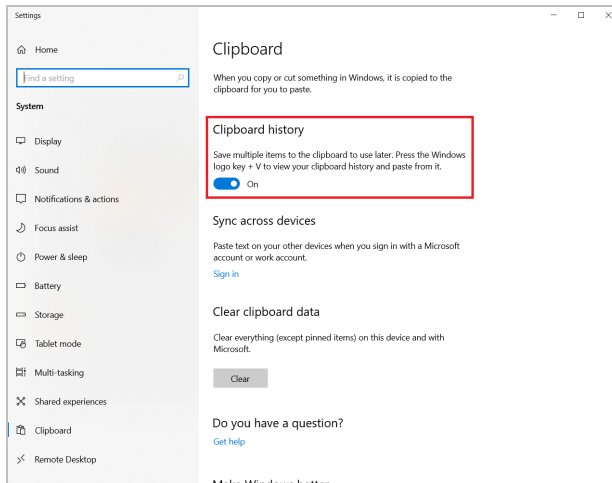 Settings
Home
Find a setting
System
Display
Sound
Notifications & actions
Focus assist
Power & sleep
Battery
Storage
Tablet mode
Multi-tasking
Shared experiences
Clipboard
Remote Desktop
Clipboard
When you copy or cut something in Windows, it is copied to the
clipboard for you to paste.
Clipboard history
Save multiple items to the clipboard to use later. Press the Windows
logo key + V to view your clipboard history and paste from it.
On
Sync across devices
Paste text on your other devices when you sign in with a Microsoft
account or work account.
Sign in
Clear clipboard data
Clear everything (except pinned items) on this device and with
Microsoft.
Clear
Do you have a question?
Get help
Make Windows better